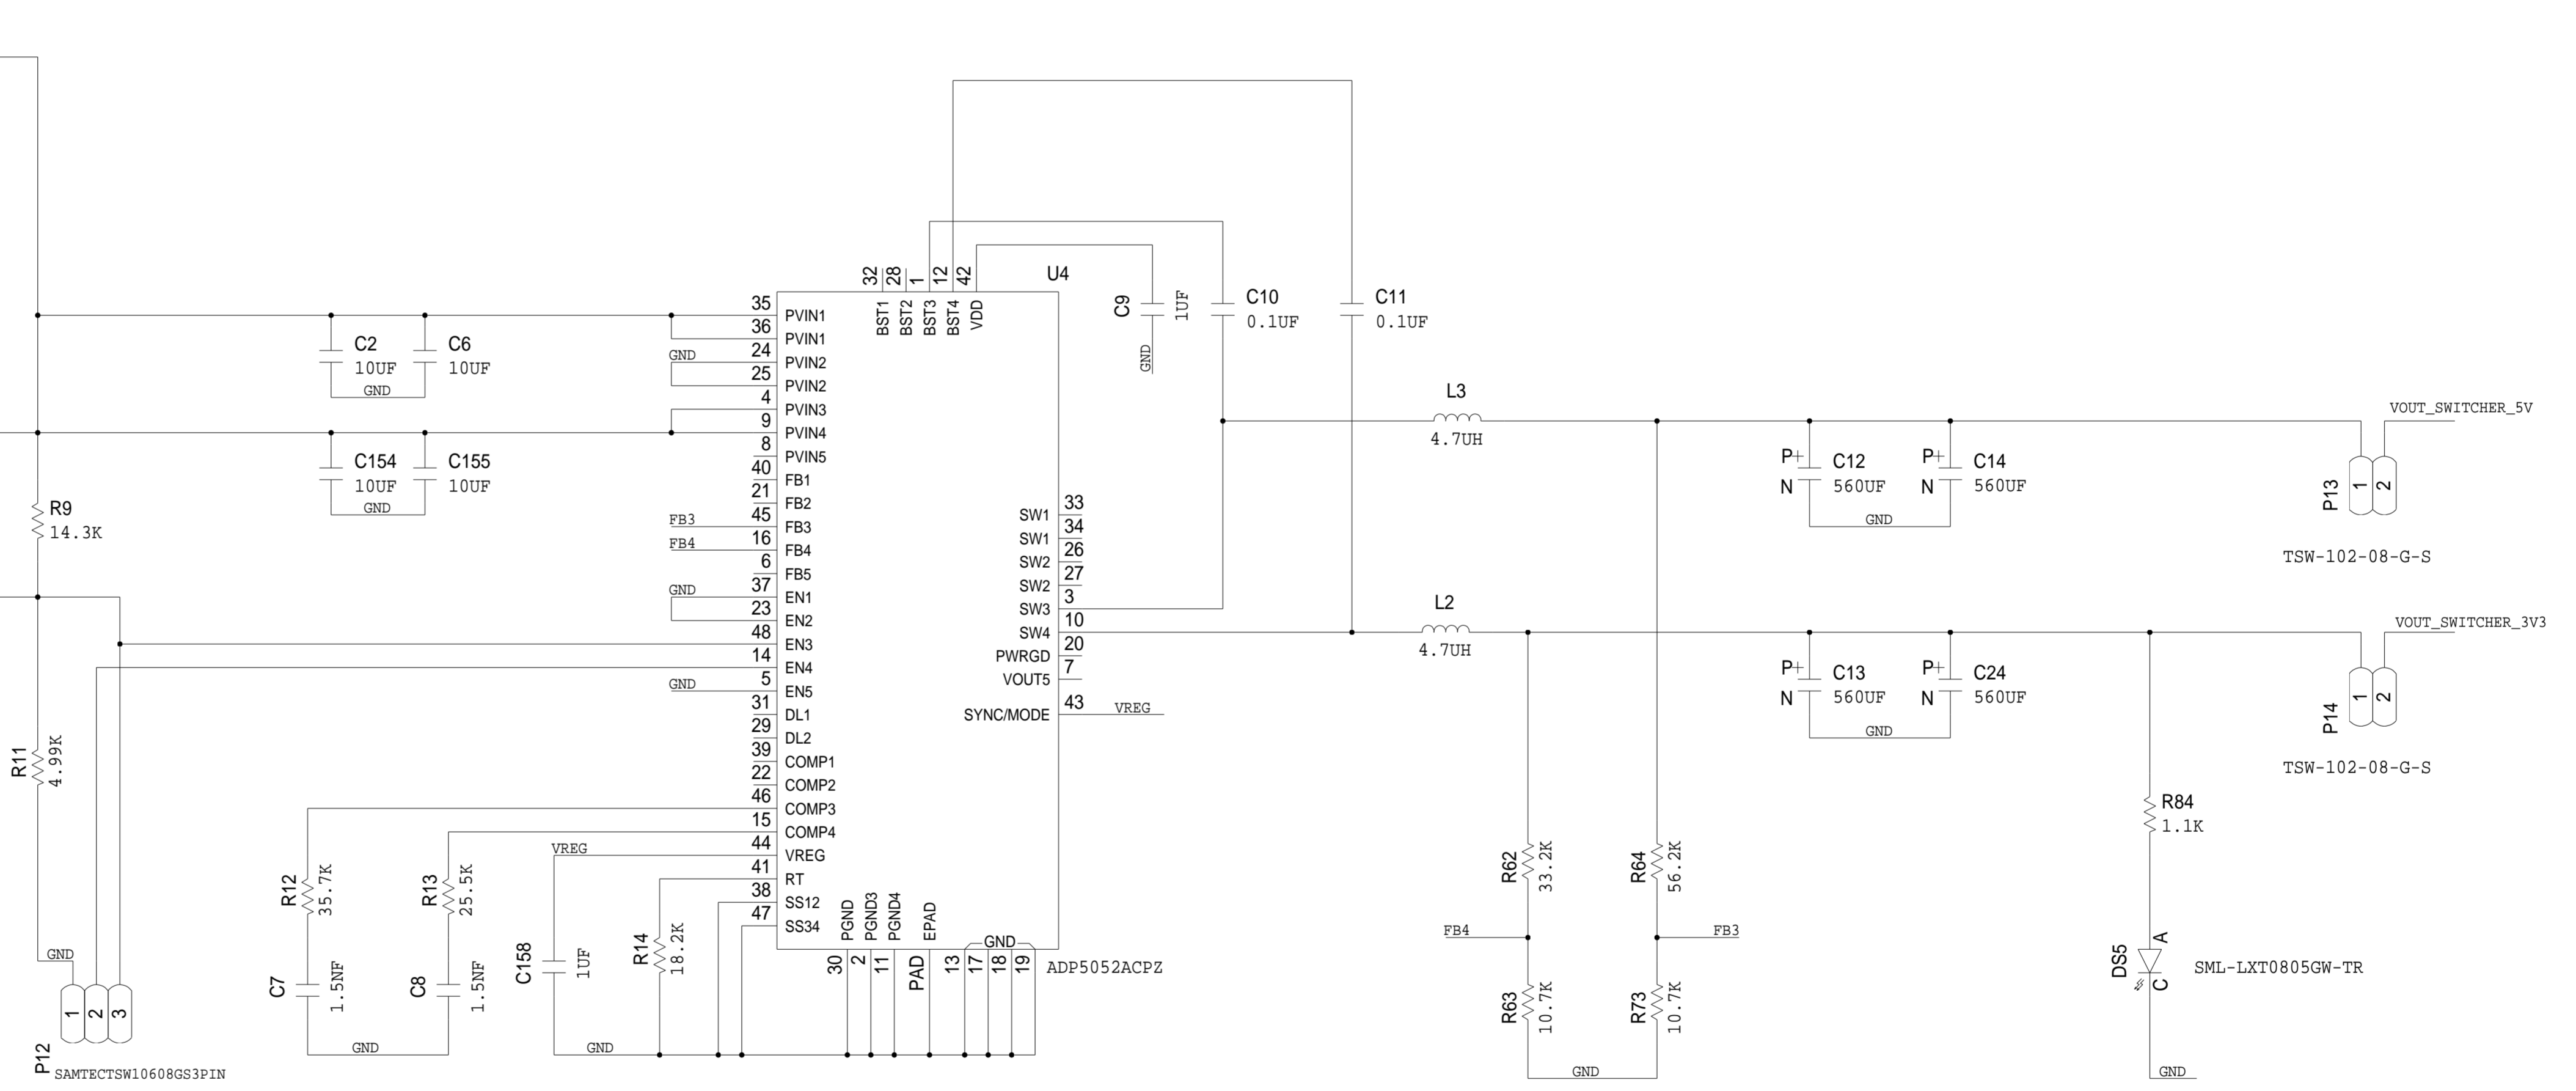 U4
32
28
1
12
42
BST1
BST2
BST3
BST4
VDD
C9
1UF
GND
C10
0.1UF
C11
0.1UF
35
PVIN1
36
PVIN1
GND
24
PVIN2
25
PVIN2
4
PVIN3
9
PVIN4
8
PVIN5
40
FB1
21
FB2
FB3
45
FB3
FB4
16
FB4
6
FB5
GND
37
EN1
23
EN2
48
EN3
14
EN4
GND
5
EN5
31
DL1
29
DL2
39
COMP1
22
COMP2
46
COMP3
15
COMP4
VREG
44
VREG
41
RT
38
SS12
47
SS34
C2
10UF
C6
10UF
GND
C154
10UF
C155
10UF
GND
R9
14.3K
R11
4.99K
GND
1
2
3
P12
SAMTECTSW10608GS3PIN
R12
35.7K
R13
25.5K
C7
1.5NF
C8
1.5NF
GND
C158
1UF
R14
18.2K
GND
PGND
PGND3
PGND4
EPAD
GND
30
2
11
PAD
13
17
18
19
ADP5052ACPZ
33
SW1
34
SW1
26
SW2
27
SW2
3
SW3
10
SW4
20
PWRGD
7
VOUT5
43
SYNC/MODE
VREG
L3
4.7UH
L2
4.7UH
P+
N
C12
560UF
P+
N
C14
560UF
GND
VOUT_SWITCHER_5V
P13
1
2
TSW-102-08-G-S
P+
N
C13
560UF
P+
N
C24
560UF
GND
VOUT_SWITCHER_3V3
P14
1
2
TSW-102-08-G-S
R62
33.2K
R64
56.2K
FB4
FB3
R63
10.7K
R73
10.7K
GND
R84
1.1K
A
DS5
C
SML-LXT0805GW-TR
GND